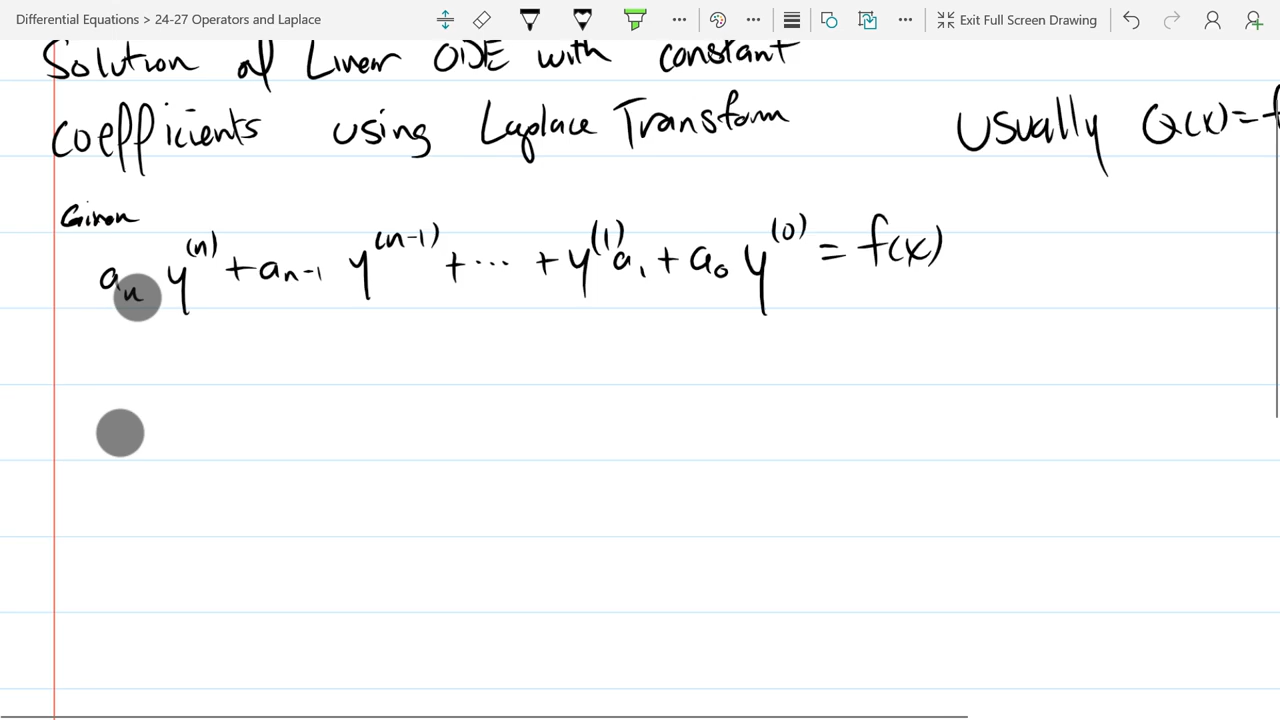 Differential Equations > 24-27 Operators and Laplace
Exit Full Screen Drawing
Solution of Linear ODE with constant
coefficients using Laplace Transform
Usually Q(x)=f
Given
aₙ y⁽ⁿ⁾ + aₙ₋₁ y⁽ⁿ⁻¹⁾ + ... + y⁽¹⁾a₁ + a₀ y⁽⁰⁾ = f(x)